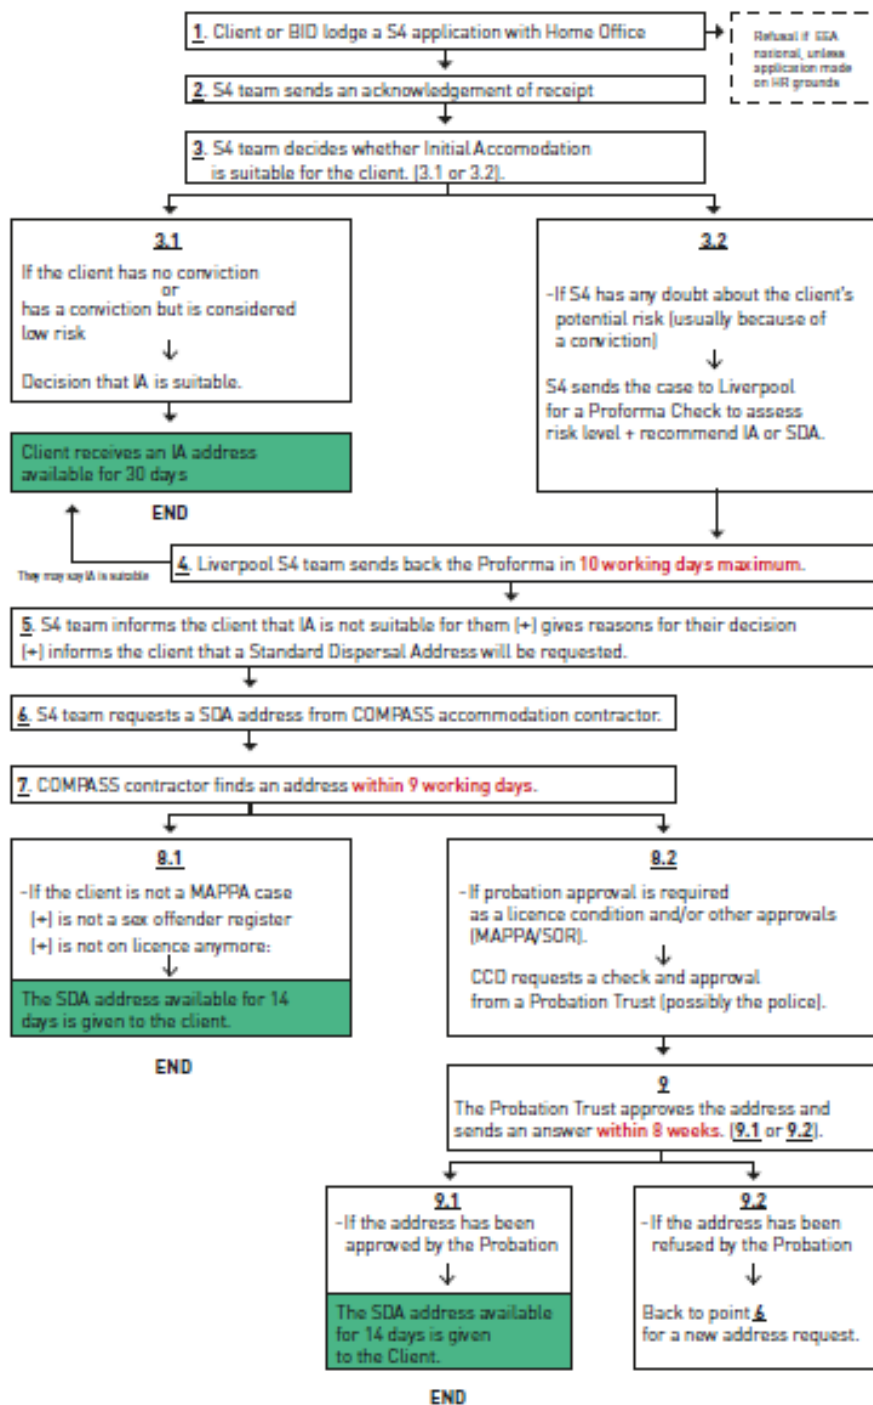 1. Client or BID lodge a S4 application with Home Office
Refusal if EEA
national, unless
application made
on HR grounds
2. S4 team sends an acknowledgement of receipt
3. S4 team decides whether Initial Accomodation
is suitable for the client. (3.1 or 3.2).
3.1
If the client has no conviction
or
has a conviction but is considered
low risk
Decision that IA is suitable.
Client receives an IA address
available for 30 days
END
3.2
-If S4 has any doubt about the client's
potential risk (usually because of
a conviction)
S4 sends the case to Liverpool
for a Proforma Check to assess
risk level + recommend IA or SDA.
They may say IA is suitable
4. Liverpool S4 team sends back the Proforma in 10 working days maximum.
5. S4 team informs the client that IA is not suitable for them (+) gives reasons for their decision
(+) informs the client that a Standard Dispersal Address will be requested.
6. S4 team requests a SDA address from COMPASS accommodation contractor.
7. COMPASS contractor finds an address within 9 working days.
8.1
-If the client is not a MAPPA case
(+) is not a sex offender register
(+) is not on licence anymore:
The SDA address available for 14
days is given to the client.
END
8.2
-If probation approval is required
as a licence condition and/or other approvals
(MAPPA/SOR).
CCD requests a check and approval
from a Probation Trust (possibly the police).
9
The Probation Trust approves the address and
sends an answer within 8 weeks. (9.1 or 9.2).
9.1
-If the address has been
approved by the Probation
The SDA address available
for 14 days is given
to the Client.
END
9.2
-If the address has been
refused by the Probation
Back to point 6
for a new address request.